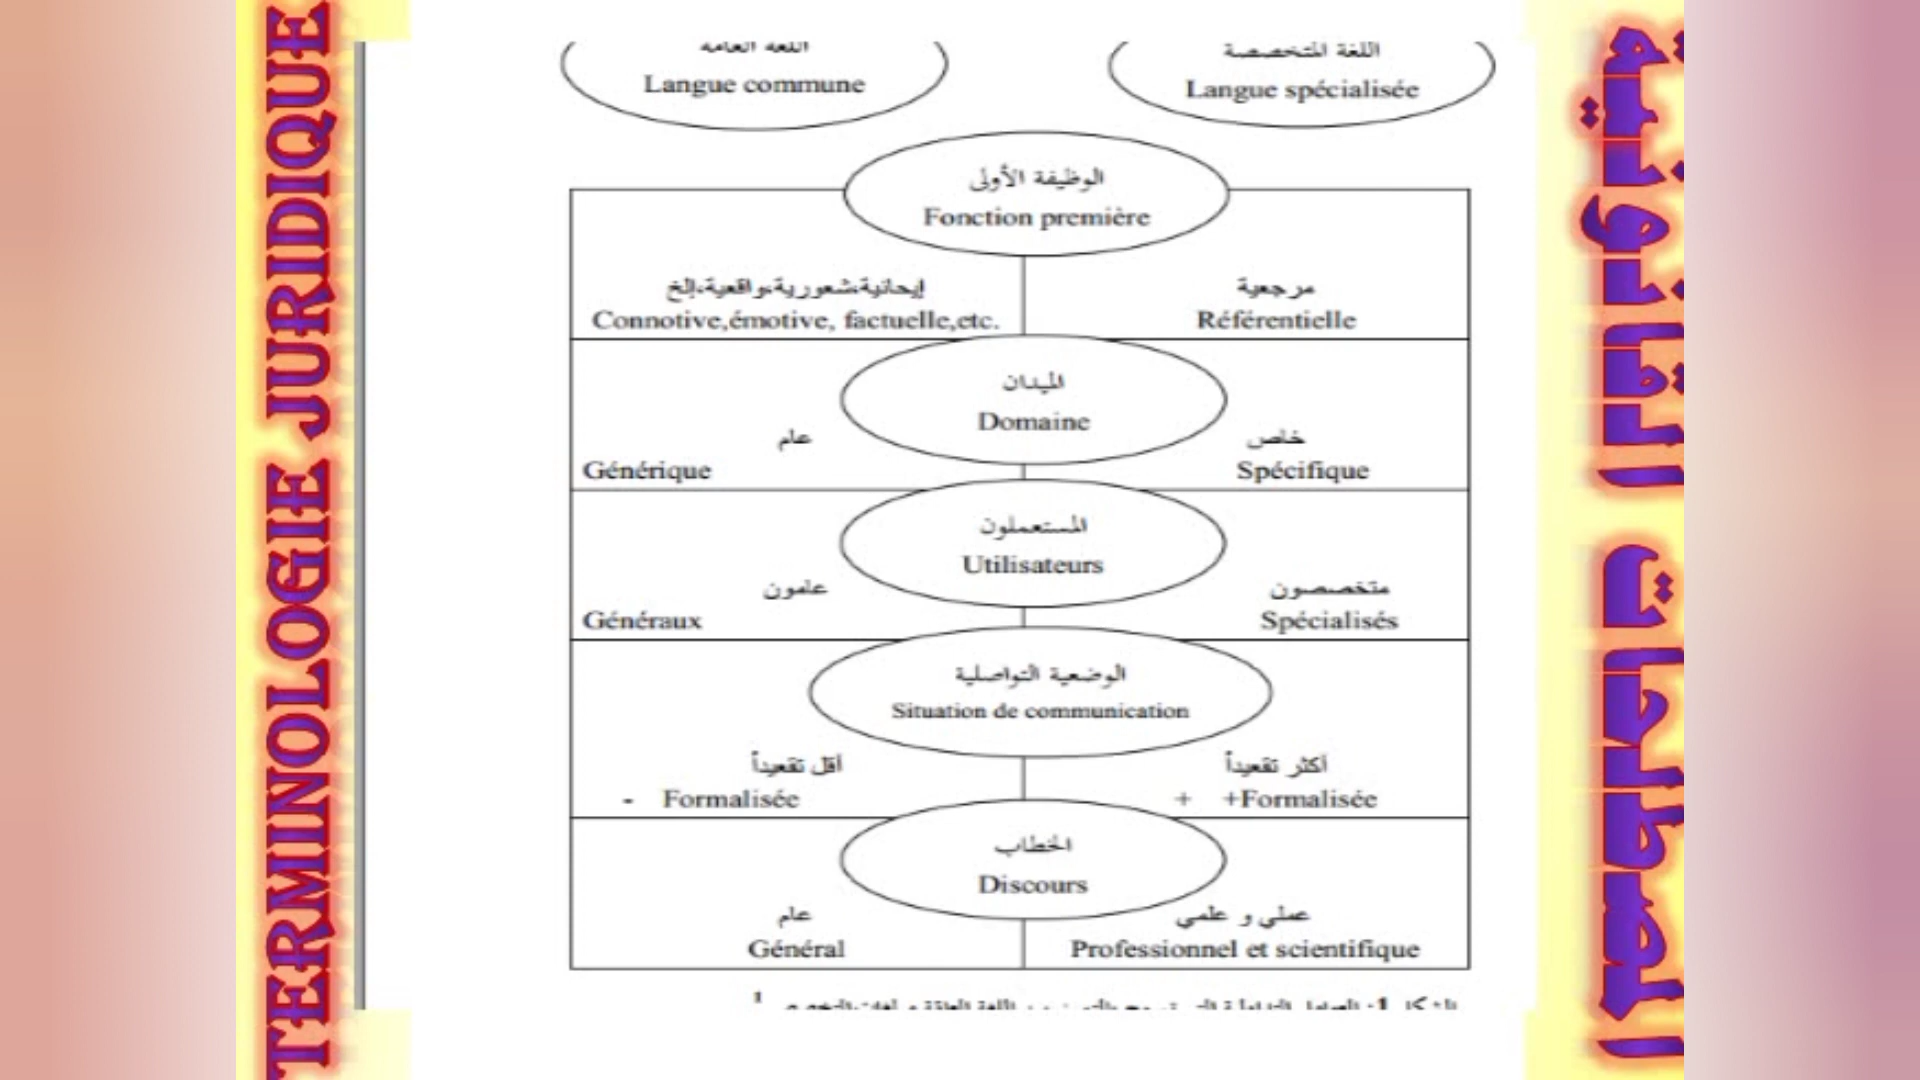 TERMINOLOGIE JURIDIQUE
اللغة العامة
Langue commune
اللغة المتخصصة
Langue spécialisée
الوظيفة الأولى
Fonction première
إيحائية،شعورية،واقعية،إلخ
Connotive,émotive, factuelle,etc.
مرجعية
Référentielle
الميدان
Domaine
عام
Générique
خاص
Spécifique
المستعملون
Utilisateurs
عامون
Généraux
متخصصون
Spécialisés
الوضعية التواصلية
Situation de communication
أقل تقعيداً
- Formalisée
أكثر تقعيداً
+ +Formalisée
الخطاب
Discours
عام
Général
عملي و علمي
Professionnel et scientifique
المصطلحات القانونية